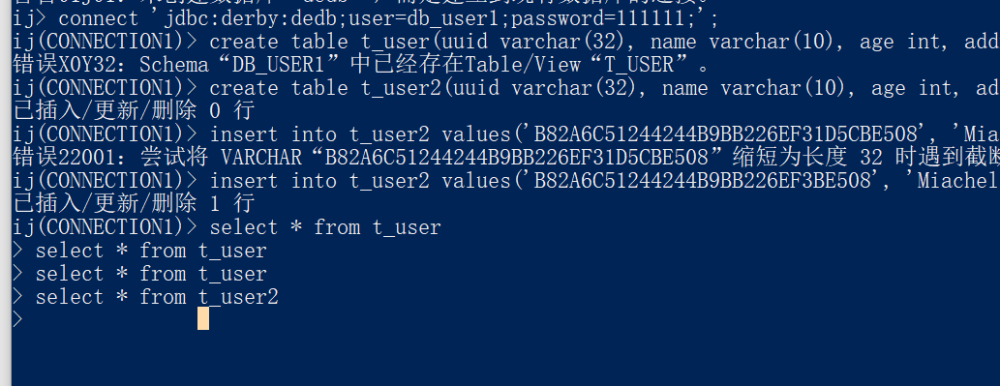 ij> connect 'jdbc:derby:dedb;user=db_user1;password=111111;';
ij(CONNECTION1)> create table t_user(uuid varchar(32), name varchar(10), age int, add
错误X0Y32：Schema“DB_USER1”中已经存在Table/View“T_USER”。
ij(CONNECTION1)> create table t_user2(uuid varchar(32), name varchar(10), age int, ad
已插入/更新/删除 0 行
ij(CONNECTION1)> insert into t_user2 values('B82A6C51244244B9BB226EF31D5CBE508', 'Mia
错误22001：尝试将 VARCHAR“B82A6C51244244B9BB226EF31D5CBE508”缩短为长度 32 时遇到截断
ij(CONNECTION1)> insert into t_user2 values('B82A6C51244244B9BB226EF3BE508', 'Miachel
已插入/更新/删除 1 行
ij(CONNECTION1)> select * from t_user
> select * from t_user
> select * from t_user
> select * from t_user2
>